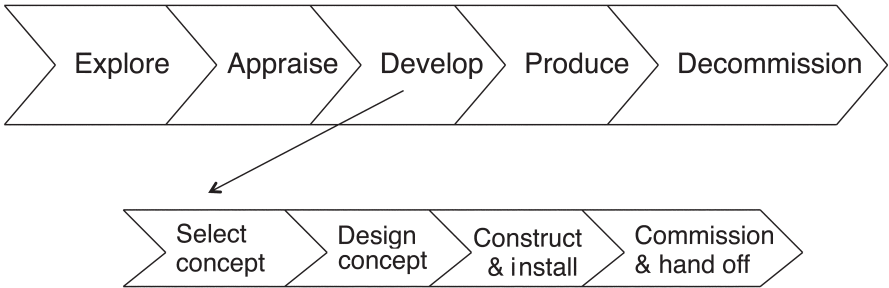 Explore Appraise Develop Produce Decommission
Select concept
Design concept
Construct & install
Commission & hand off